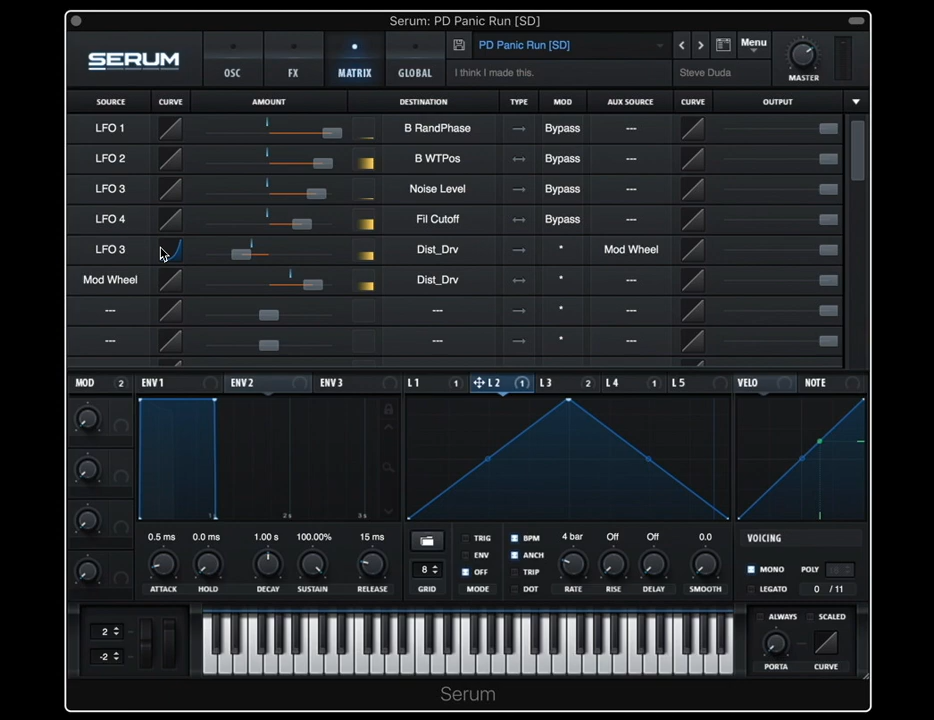 Serum: PD Panic Run [SD]
SERUM
OSC
FX
MATRIX
GLOBAL
PD Panic Run [SD]
I think I made this.
Steve Duda
Menu
MASTER
SOURCE CURVE AMOUNT DESTINATION TYPE MOD AUX SOURCE CURVE OUTPUT
LFO 1 B RandPhase Bypass ---
LFO 2 B WTPos Bypass ---
LFO 3 Noise Level Bypass ---
LFO 4 Fil Cutoff Bypass ---
LFO 3 Dist_Drv * Mod Wheel
Mod Wheel Dist_Drv * ---
--- --- * ---
--- --- * ---
MOD 2 ENV 1 ENV 2 ENV 3 L 1 1 L 2 1 L 3 2 L 4 1 L 5 VELO NOTE
2s 3s
0.5 ms 0.0 ms 1.00 s 100.00% 15 ms
ATTACK HOLD DECAY SUSTAIN RELEASE
8
GRID
TRIG
ENV
OFF
MODE
BPM
ANCH
TRIP
DOT
4 bar Off Off 0.0
RATE RISE DELAY SMOOTH
VOICING
MONO POLY
LEGATO 0 / 11
ALWAYS SCALED
PORTA CURVE
2
-2
Serum